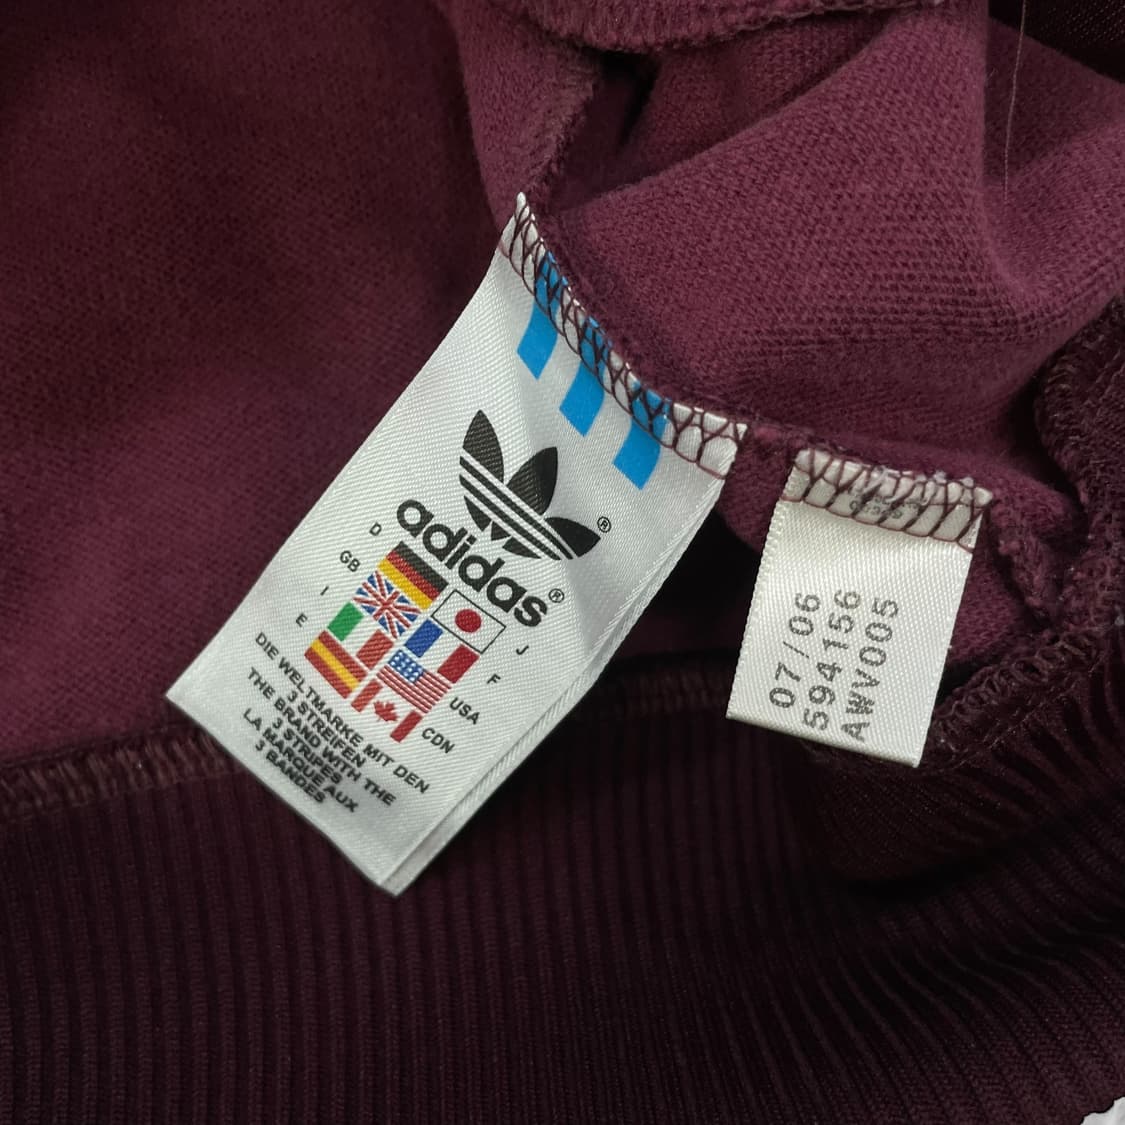 adidas®
®
D
GB
I
E
J
F
USA
CDN
DIE WELTMARKE MIT DEN
3 STREIFEN
THE BRAND WITH THE
3 STRIPES
LA MARQUE AUX
3 BANDES
07/06
594156
AWV005